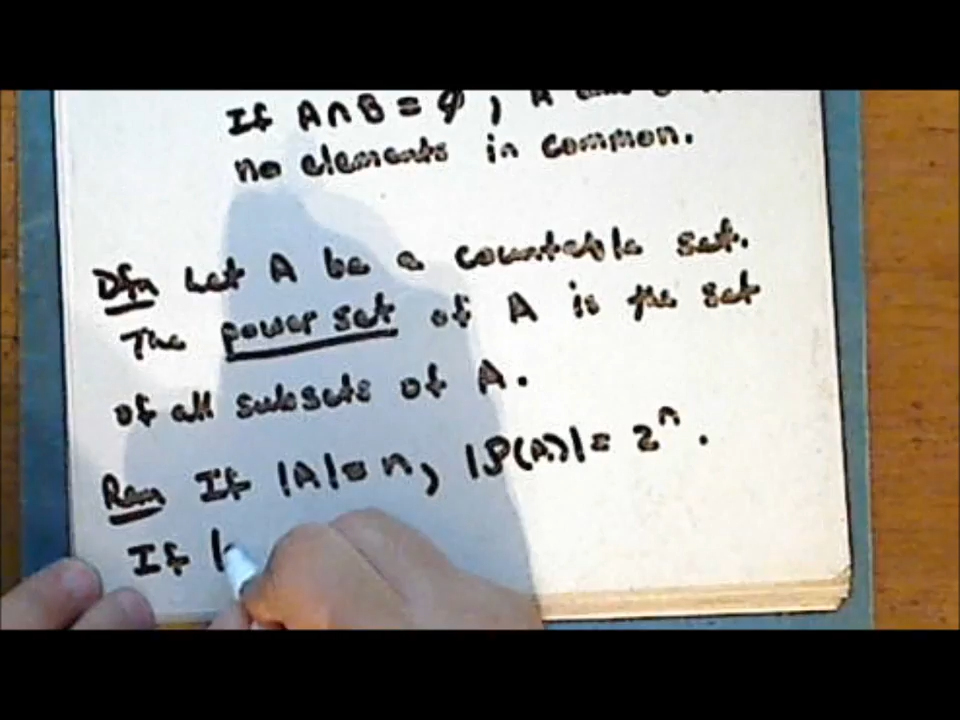 If A∩B = φ, A
no elements in common.
Dfn Let A be a countable set.
The power set of A is the set
of all subsets of A.
Rem If |A| = n, |P(A)| = 2ⁿ.
If |